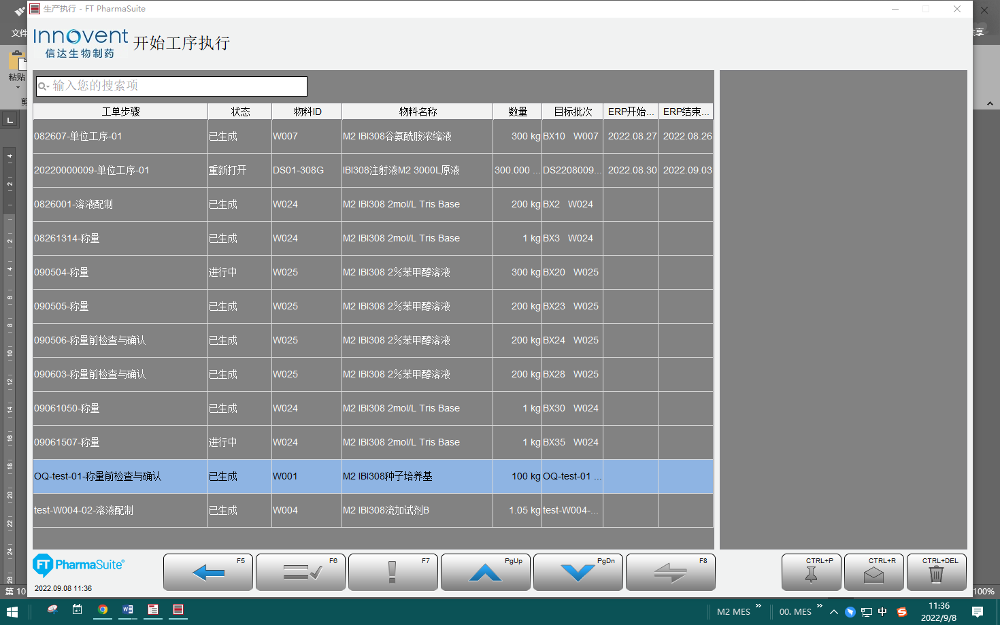 生产执行 - FT PharmaSuite
文件
粘贴
Innovent
信达生物制药
开始工序执行
输入您的搜索项
工单步骤 状态 物料ID 物料名称 数量 目标批次 ERP开始... ERP结束...
082607-单位工序-01 已生成 W007 M2 IBI308谷氨酰胺浓缩液 300 kg BX10 W007 2022.08.27 2022.08.26
20220000009-单位工序-01 重新打开 DS01-308G IBI308注射液M2 3000L原液 300.000 ... DS2208009... 2022.08.30 2022.09.03
0826001-溶液配制 已生成 W024 M2 IBI308 2mol/L Tris Base 200 kg BX2 W024
08261314-称量 已生成 W024 M2 IBI308 2mol/L Tris Base 1 kg BX3 W024
090504-称量 进行中 W025 M2 IBI308 2%苯甲醇溶液 300 kg BX20 W025
090505-称量 已生成 W025 M2 IBI308 2%苯甲醇溶液 200 kg BX23 W025
090506-称量前检查与确认 已生成 W025 M2 IBI308 2%苯甲醇溶液 200 kg BX24 W025
090603-称量前检查与确认 已生成 W025 M2 IBI308 2%苯甲醇溶液 200 kg BX28 W025
09061050-称量 已生成 W024 M2 IBI308 2mol/L Tris Base 1 kg BX30 W024
09061507-称量 进行中 W024 M2 IBI308 2mol/L Tris Base 1 kg BX35 W024
OQ-test-01-称量前检查与确认 已生成 W001 M2 IBI308种子培养基 100 kg OQ-test-01 ...
test-W004-02-溶液配制 已生成 W004 M2 IBI308流加试剂B 1.05 kg test-W004-...
FT PharmaSuite
2022.09.08 11:36
F5 F6 F7 PgUp PgDn F8 CTRL+P CTRL+R CTRL+DEL
第 10
100%
M2 MES
00. MES
中
11:36
2022/9/8